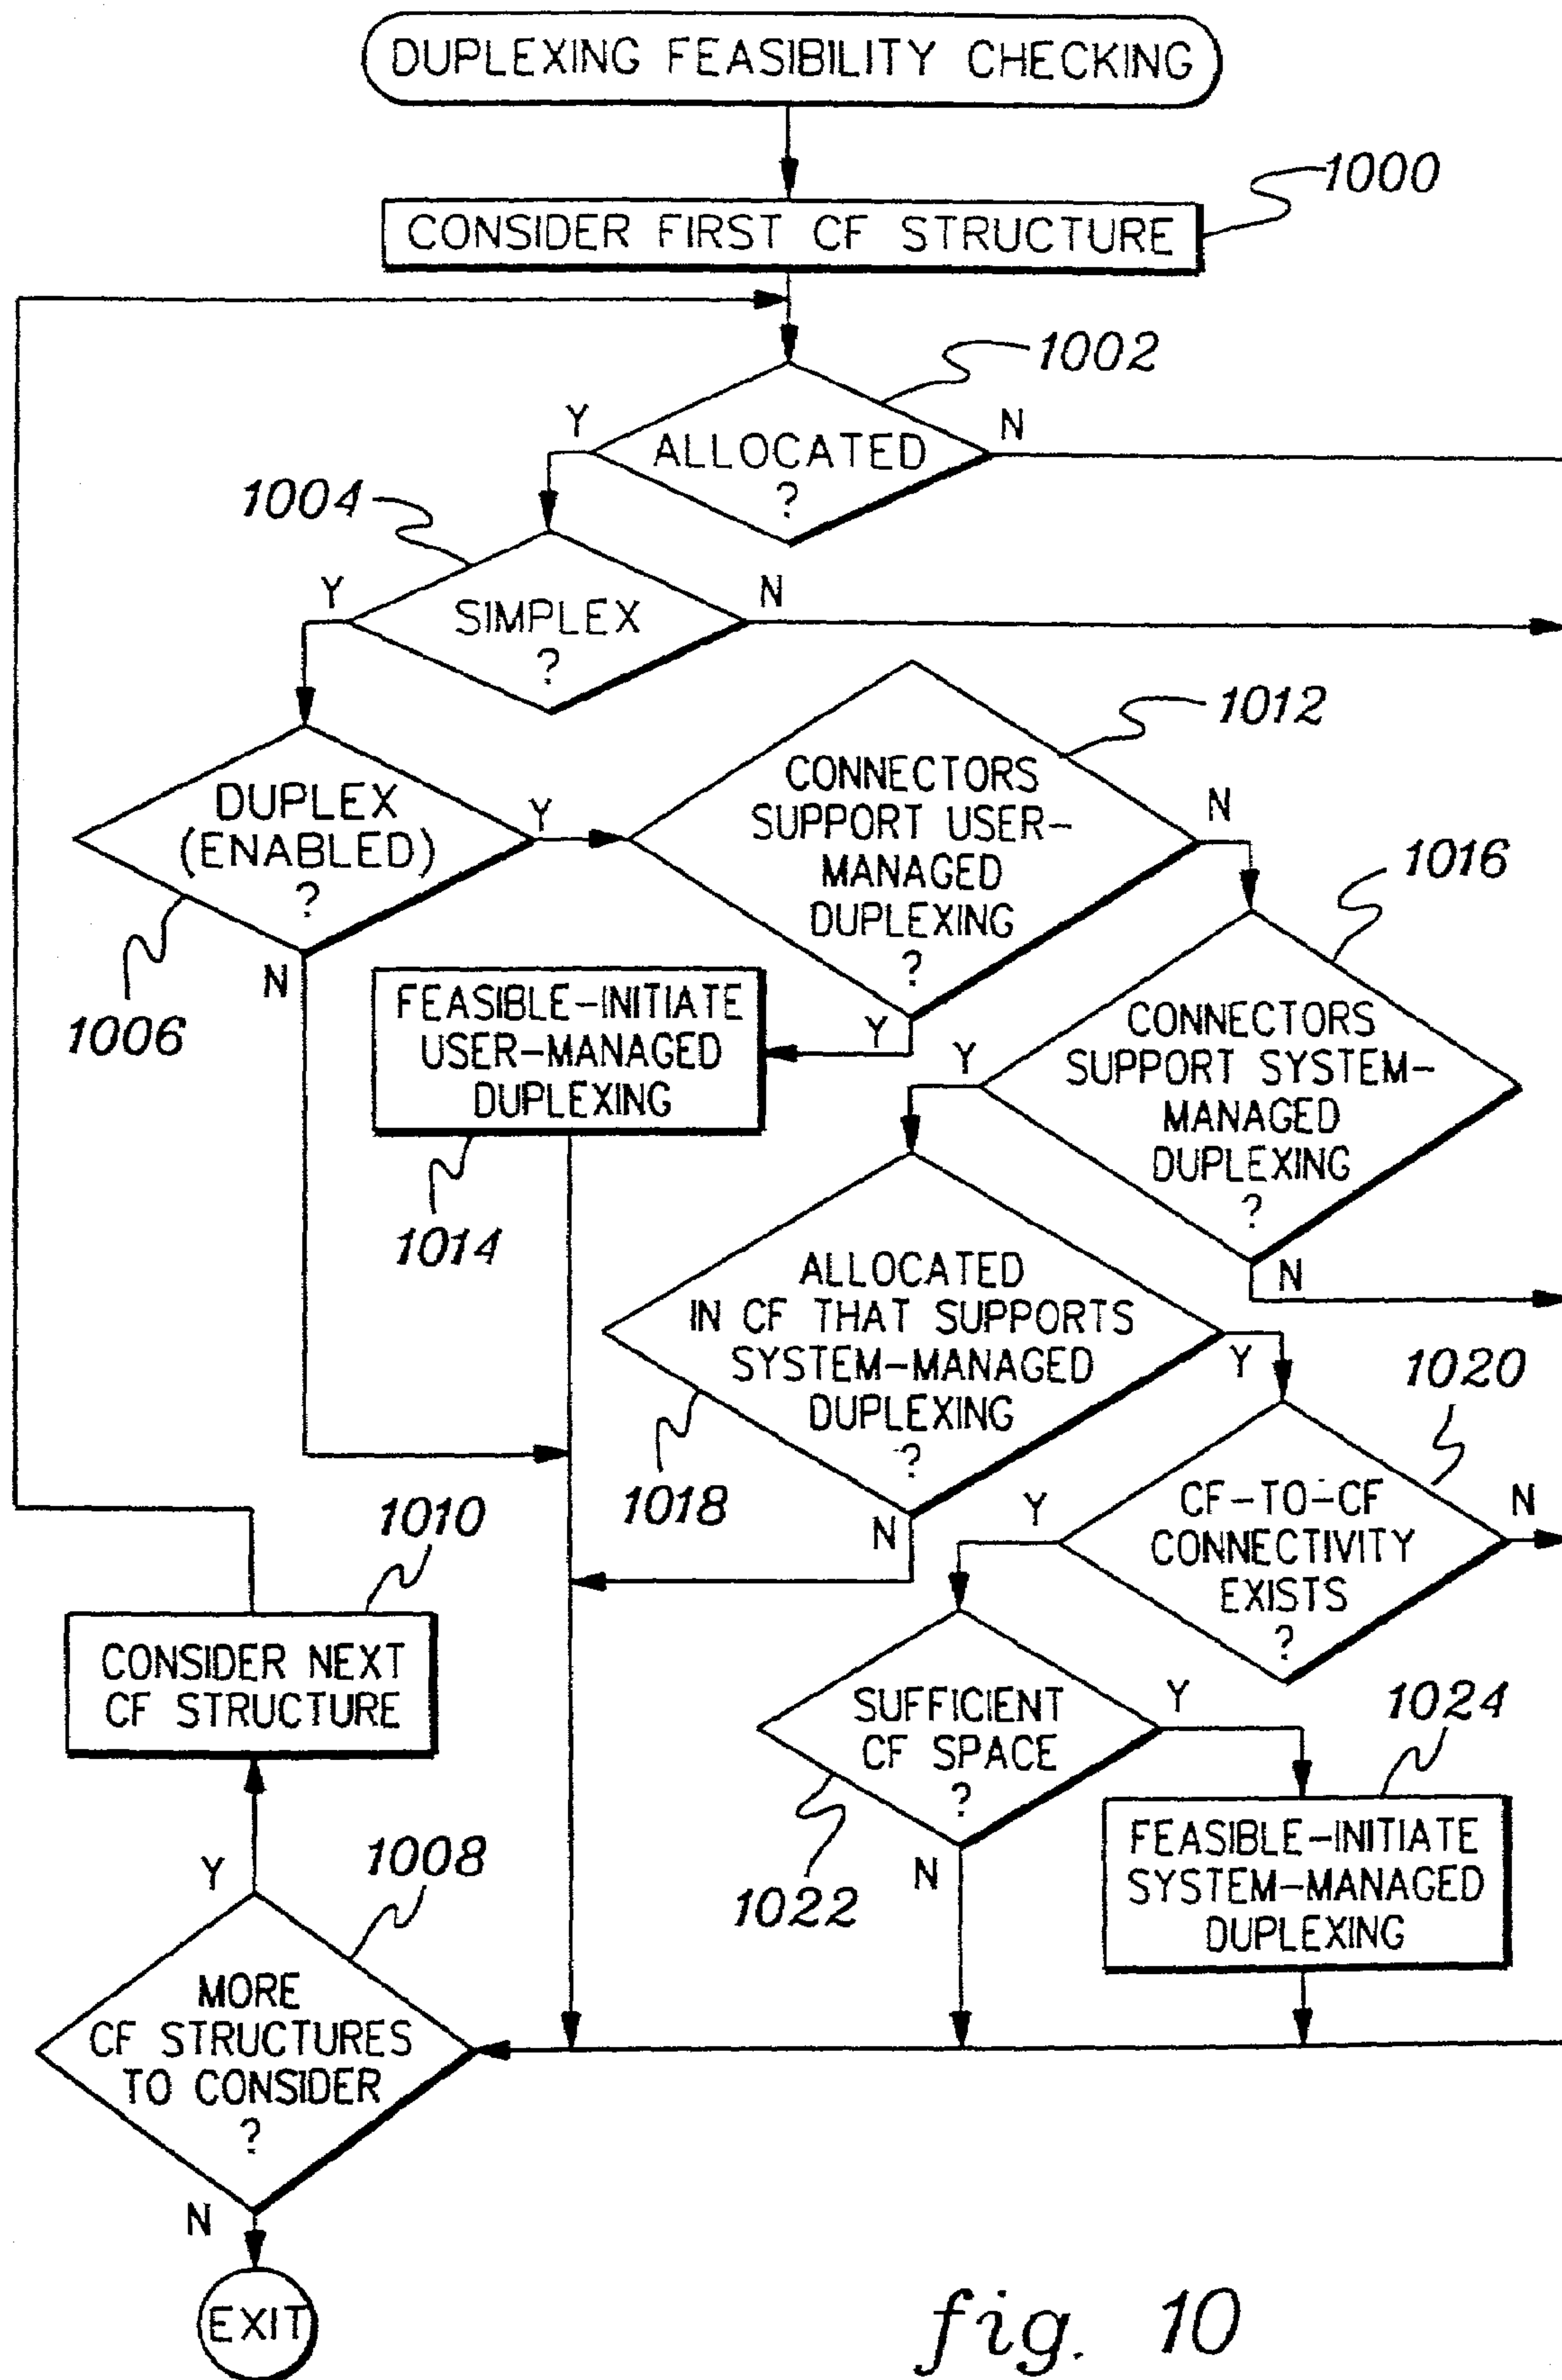 DUPLEXING FEASIBILITY CHECKING
1000
CONSIDER FIRST CF STRUCTURE
1002
Y
N
ALLOCATED
?
1004
Y
N
SIMPLEX
?
1012
DUPLEX
(ENABLED)
?
Y
N
1006
CONNECTORS
SUPPORT USER-
MANAGED
DUPLEXING
?
N
Y
1016
FEASIBLE-INITIATE
USER-MANAGED
DUPLEXING
1014
CONNECTORS
SUPPORT SYSTEM-
MANAGED
DUPLEXING
?
Y
N
ALLOCATED
IN CF THAT SUPPORTS
SYSTEM-MANAGED
DUPLEXING
?
Y
N
1018
1020
CF-TO-CF
CONNECTIVITY
EXISTS
?
Y
N
1010
CONSIDER NEXT
CF STRUCTURE
SUFFICIENT
CF SPACE
?
Y
N
1022
1024
FEASIBLE-INITIATE
SYSTEM-MANAGED
DUPLEXING
1008
Y
MORE
CF STRUCTURES
TO CONSIDER
?
N
EXIT
fig. 10